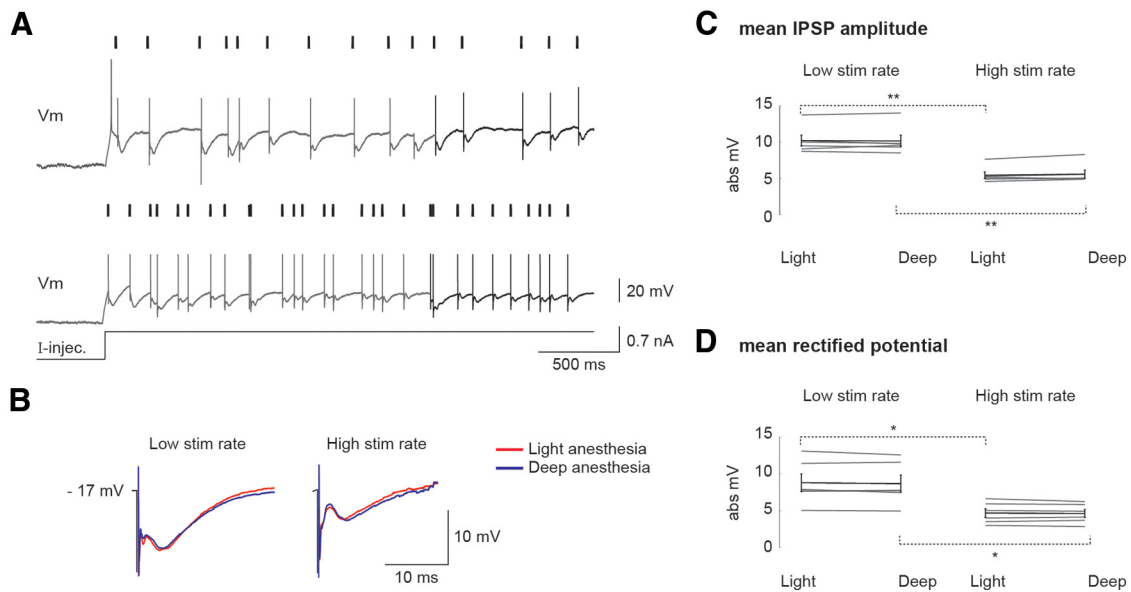 A
Vm
Vm
20 mV
I-injec.
0.7 nA
500 ms
B
Low stim rate
High stim rate
Light anesthesia
Deep anesthesia
- 17 mV
10 mV
10 ms
C mean IPSP amplitude
Low stim rate
High stim rate
**
15
10
5
0
abs mV
**
Light
Deep
Light
Deep
D mean rectified potential
Low stim rate
High stim rate
*
15
10
5
0
abs mV
*
Light
Deep
Light
Deep